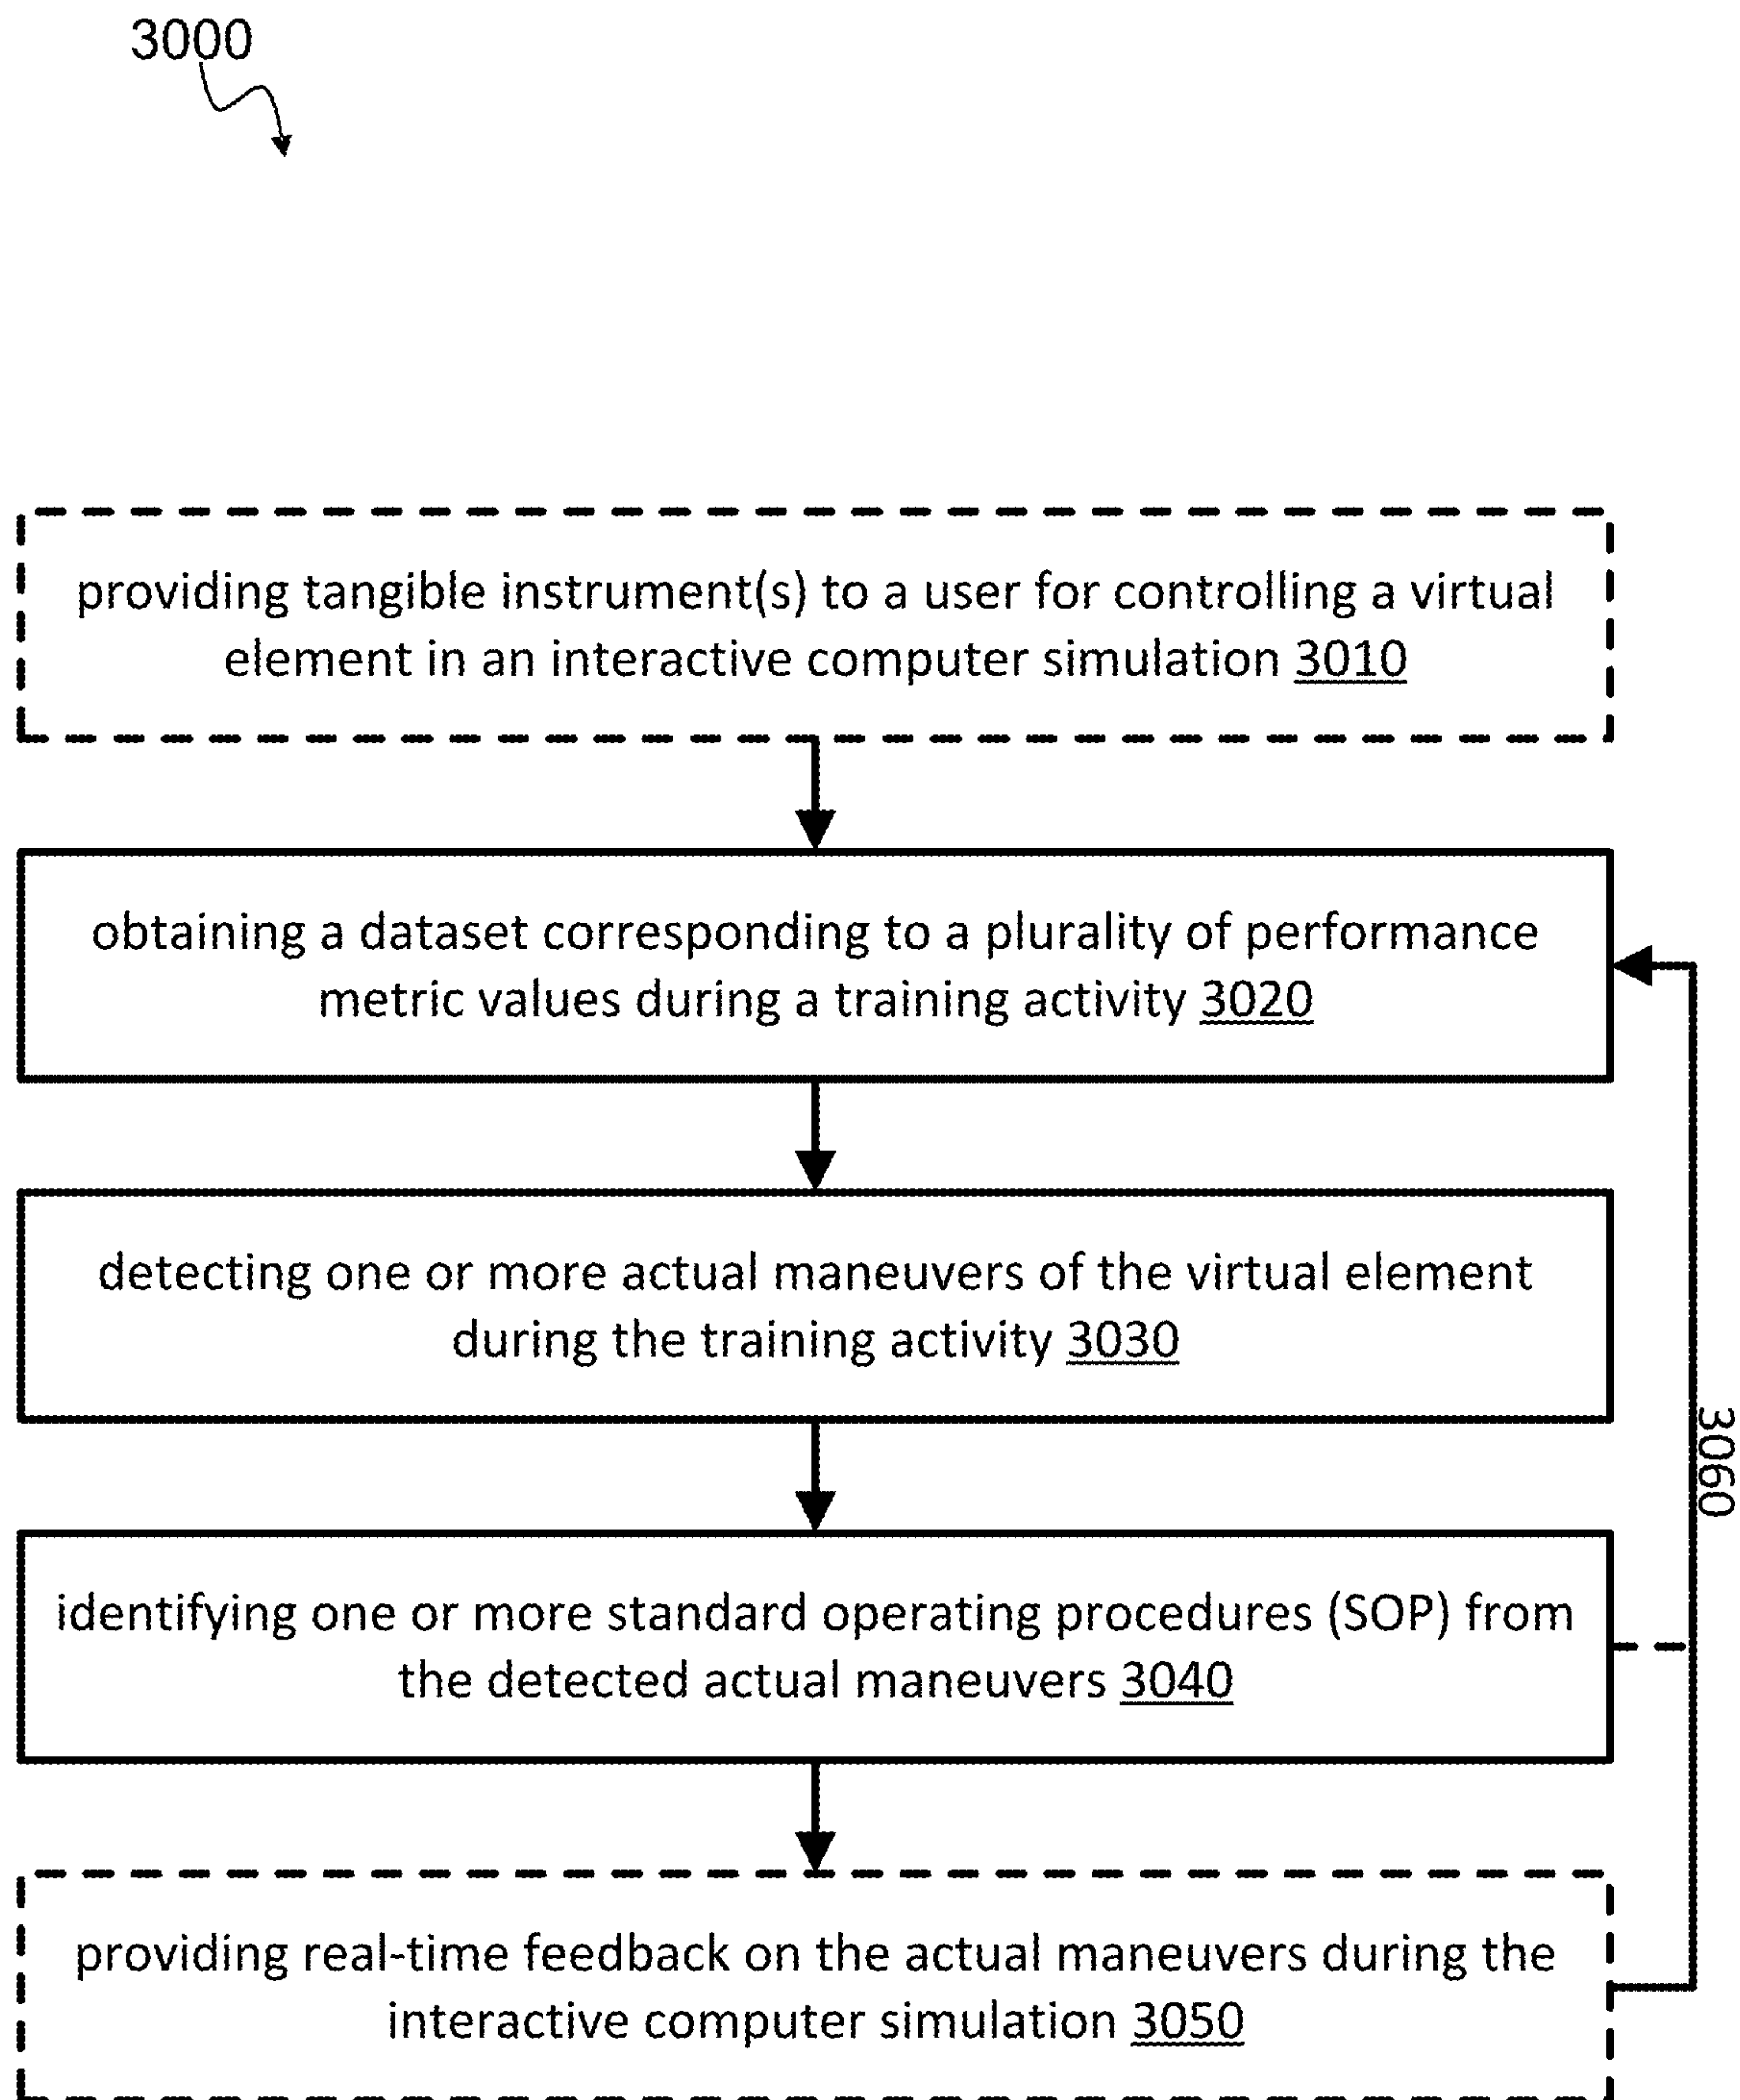 3000
providing tangible instrument(s) to a user for controlling a virtual
element in an interactive computer simulation 3010
obtaining a dataset corresponding to a plurality of performance
metric values during a training activity 3020
detecting one or more actual maneuvers of the virtual element
during the training activity 3030
3060
identifying one or more standard operating procedures (SOP) from
the detected actual maneuvers 3040
providing real-time feedback on the actual maneuvers during the
interactive computer simulation 3050